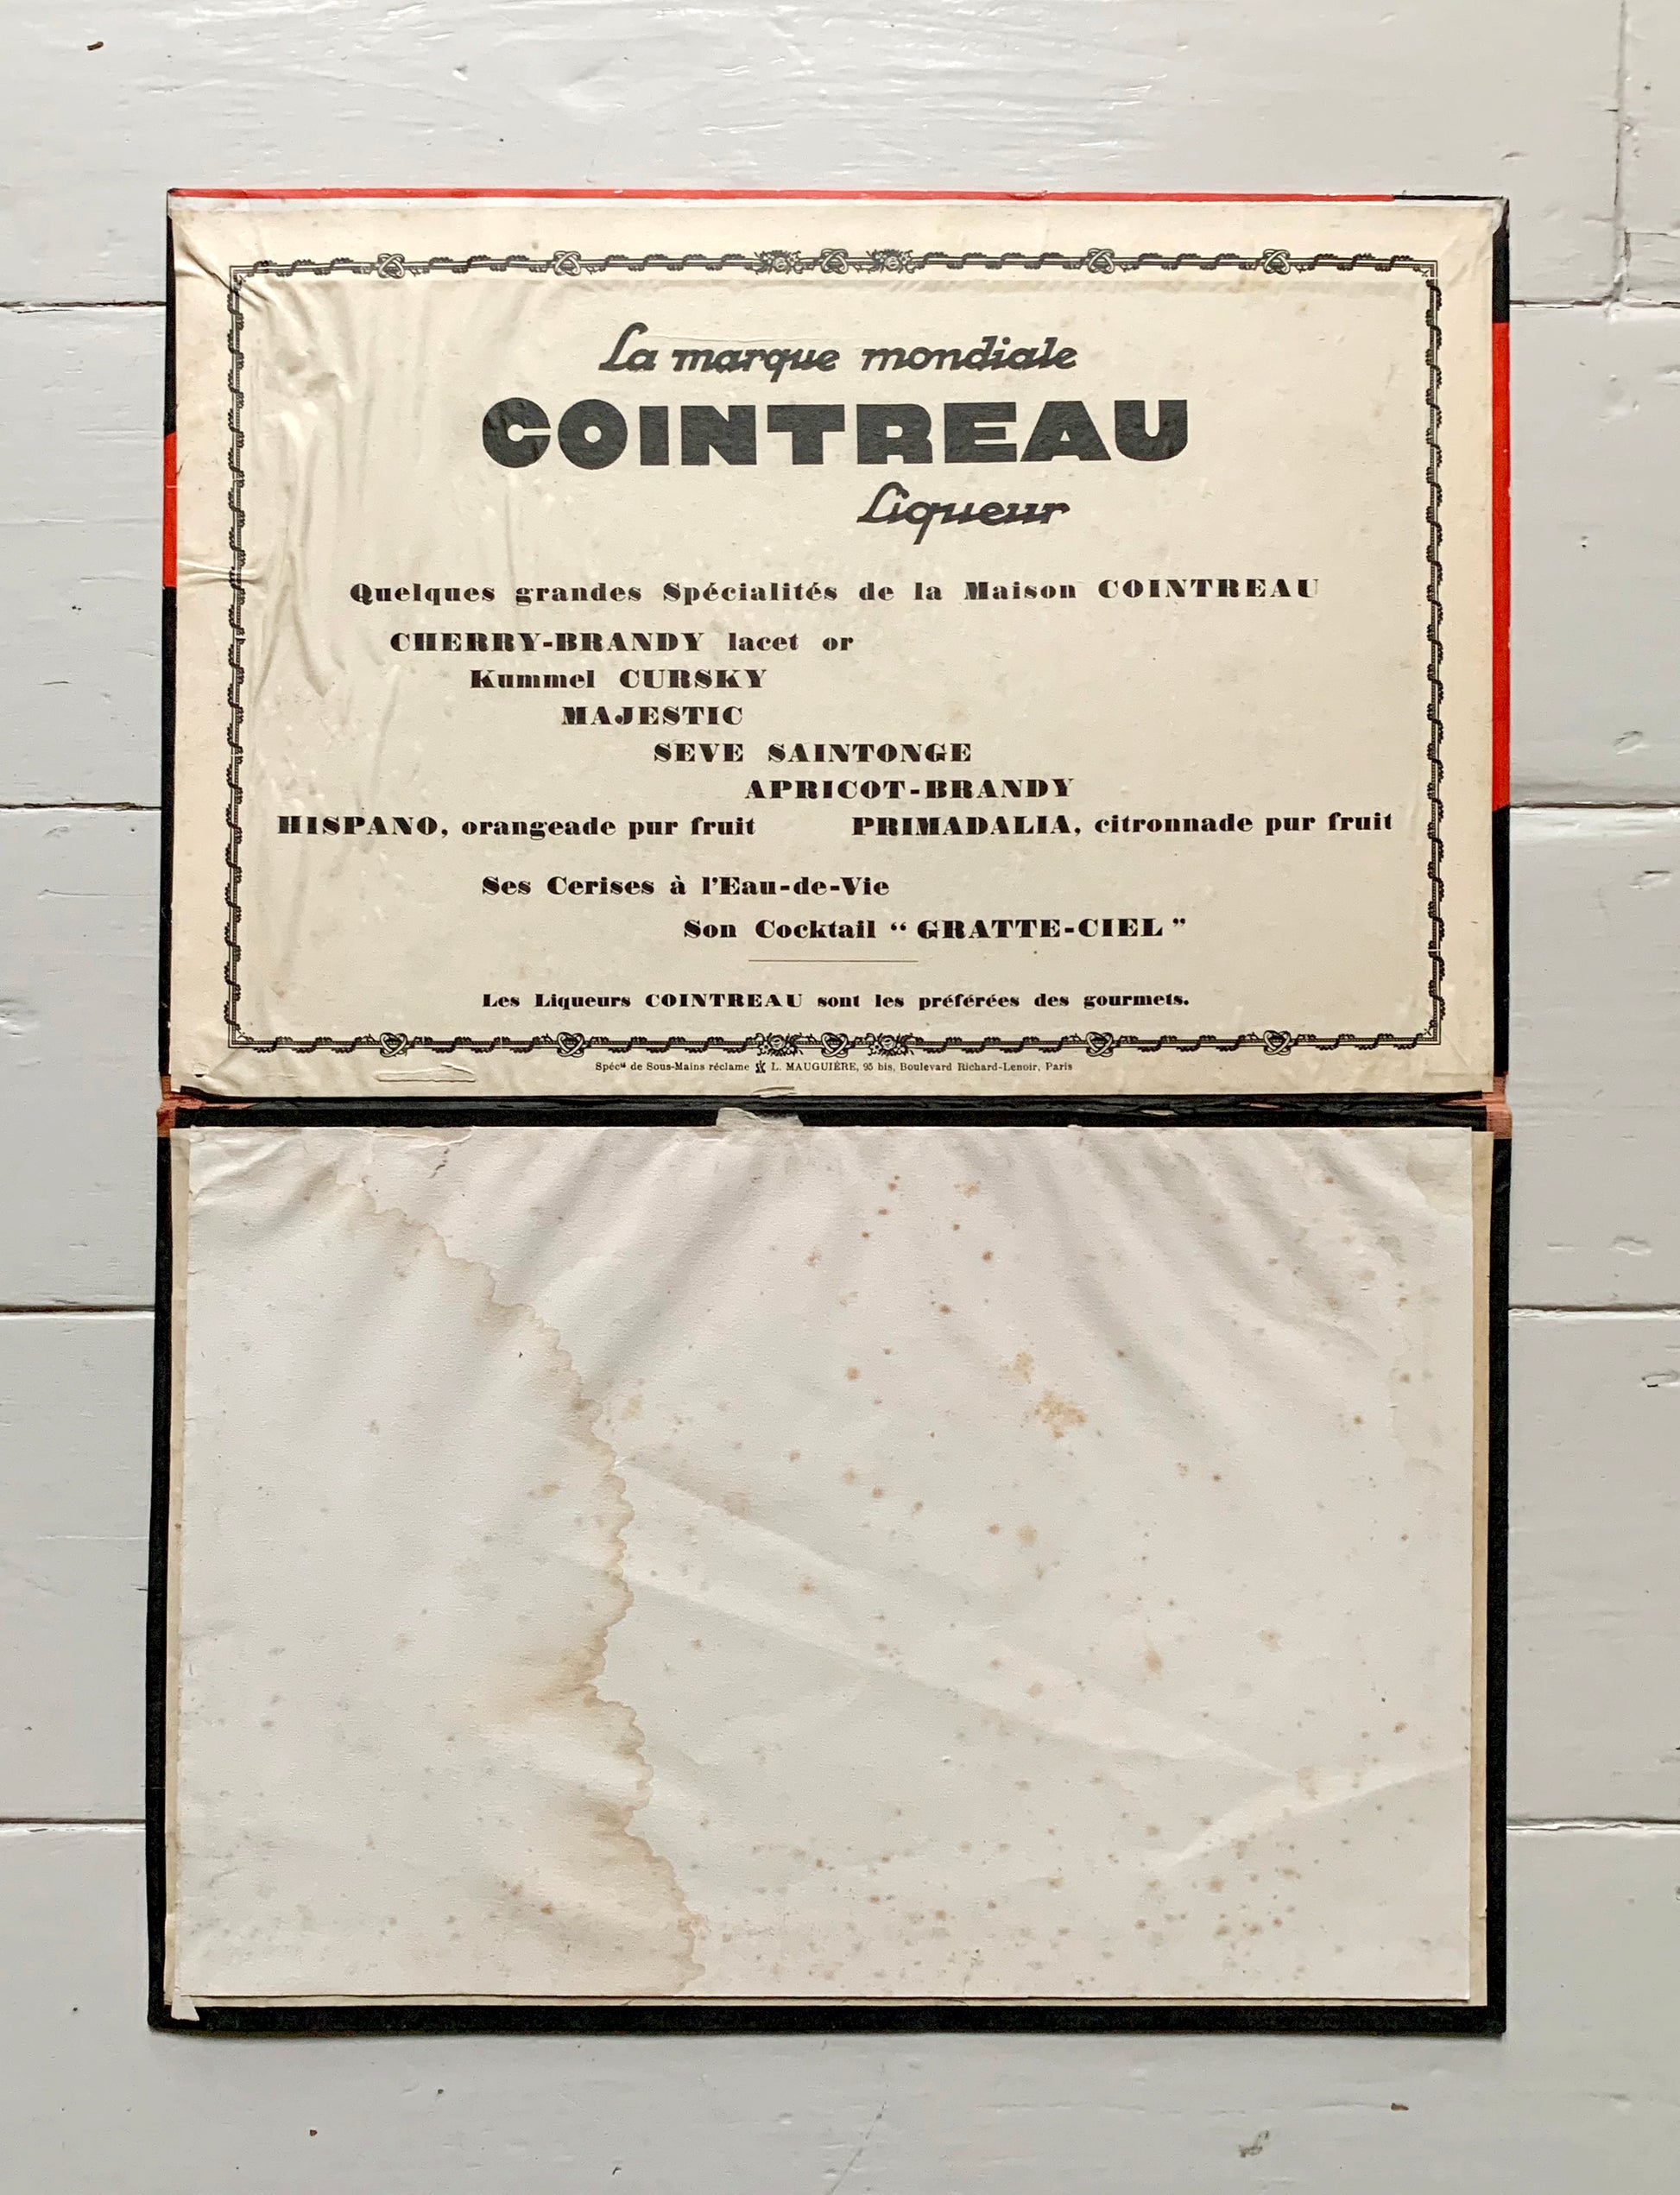 La marque mondiale
COINTREAU
Liqueur
Quelques grandes Spécialités de la Maison COINTREAU
CHERRY-BRANDY lacet or
Kummel CURSKY
MAJESTIC
SEVE SAINTONGE
APRICOT-BRANDY
HISPANO, orangeade pur fruit PRIMADALIA, citronnade pur fruit
Ses Cerises à l'Eau-de-Vie
Son Cocktail “ GRATTE-CIEL ”
Les Liqueurs COINTREAU sont les préférées des gourmets.
de Sous-Mains réclame L. MAUGUIÈRE, 95 bis, Boulevard Richard-Lenoir, Paris